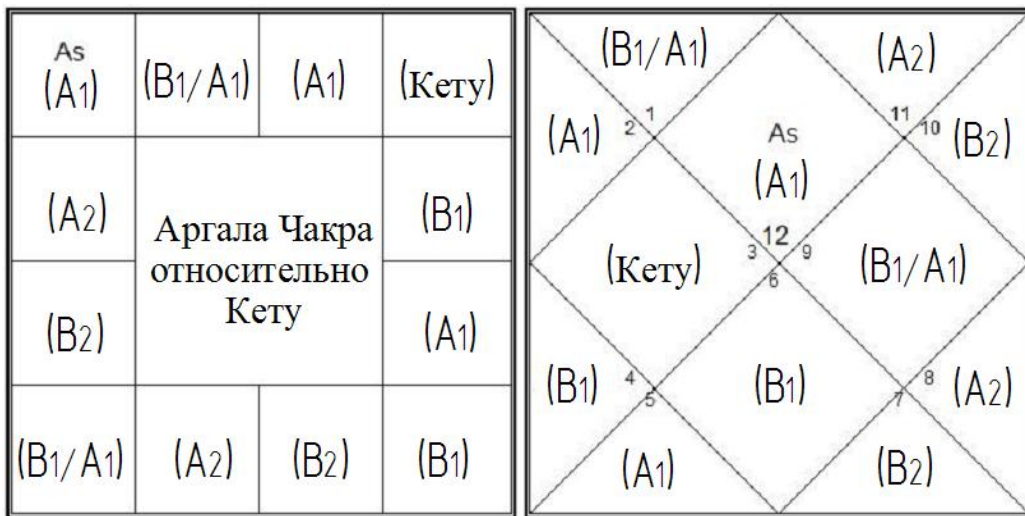 As
(A1)
(B1/A1)
(A1)
(Кету)
(A2)
Аргала Чакра
относительно
Кету
(B1)
(B2)
(A1)
(B1/A1)
(A2)
(B2)
(B1)
(B1/A1)
(A2)
(A1)
2
1
11
10
(B2)
As
(A1)
(Кету)
3
12
9
6
(B1/A1)
(B1)
4
5
(B1)
7
8
(A2)
(A1)
(B2)